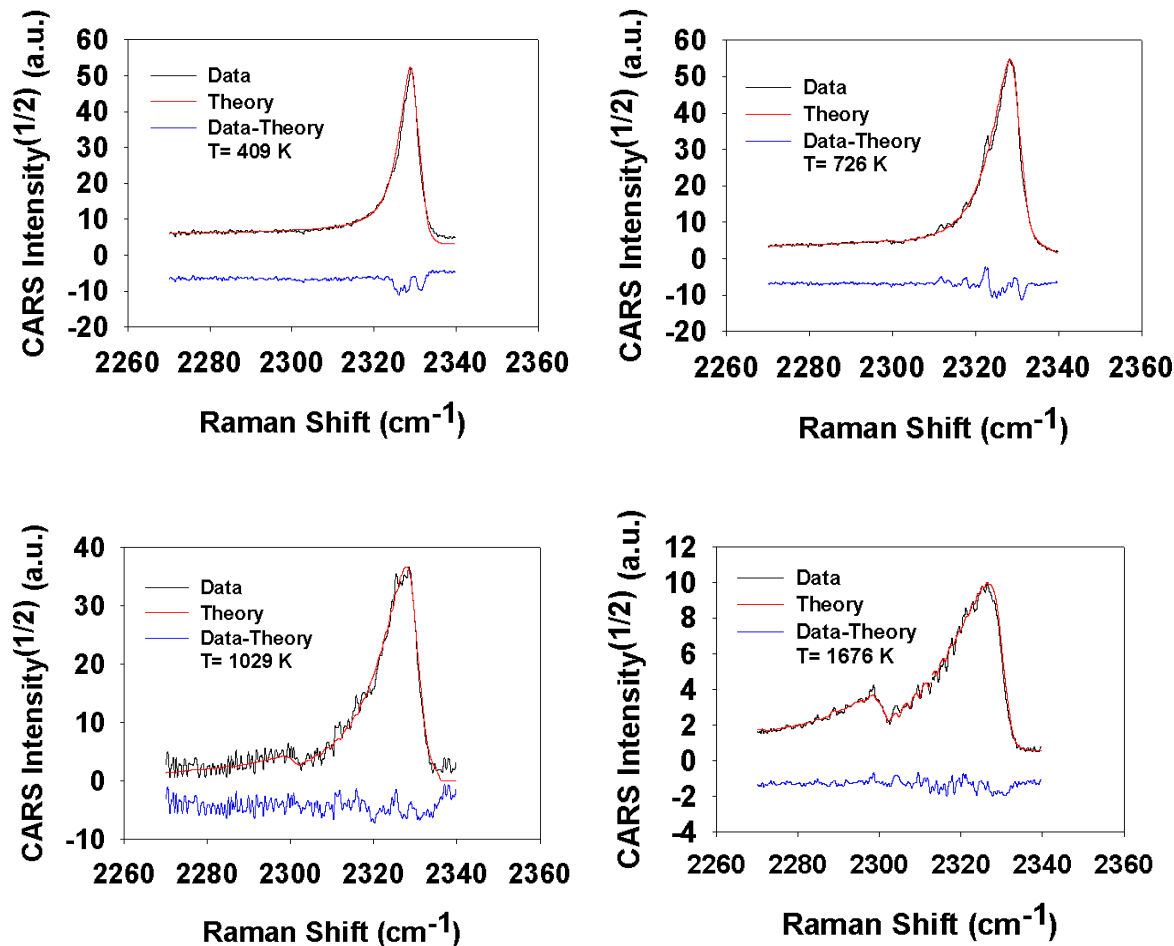 CARS Intensity(1/2) (a.u.)
60
50
40
30
20
10
0
-10
-20
Data
Theory
Data-Theory
T= 409 K
2260 2280 2300 2320 2340 2360
Raman Shift (cm-1)
CARS Intensity(1/2) (a.u.)
60
50
40
30
20
10
0
-10
-20
Data
Theory
Data-Theory
T= 726 K
2260 2280 2300 2320 2340 2360
Raman Shift (cm-1)
CARS Intensity(1/2) (a.u.)
40
30
20
10
0
-10
Data
Theory
Data-Theory
T= 1029 K
2260 2280 2300 2320 2340 2360
Raman Shift (cm-1)
CARS Intensity(1/2) (a.u.)
12
10
8
6
4
2
0
-2
-4
Data
Theory
Data-Theory
T= 1676 K
2260 2280 2300 2320 2340 2360
Raman Shift (cm-1)